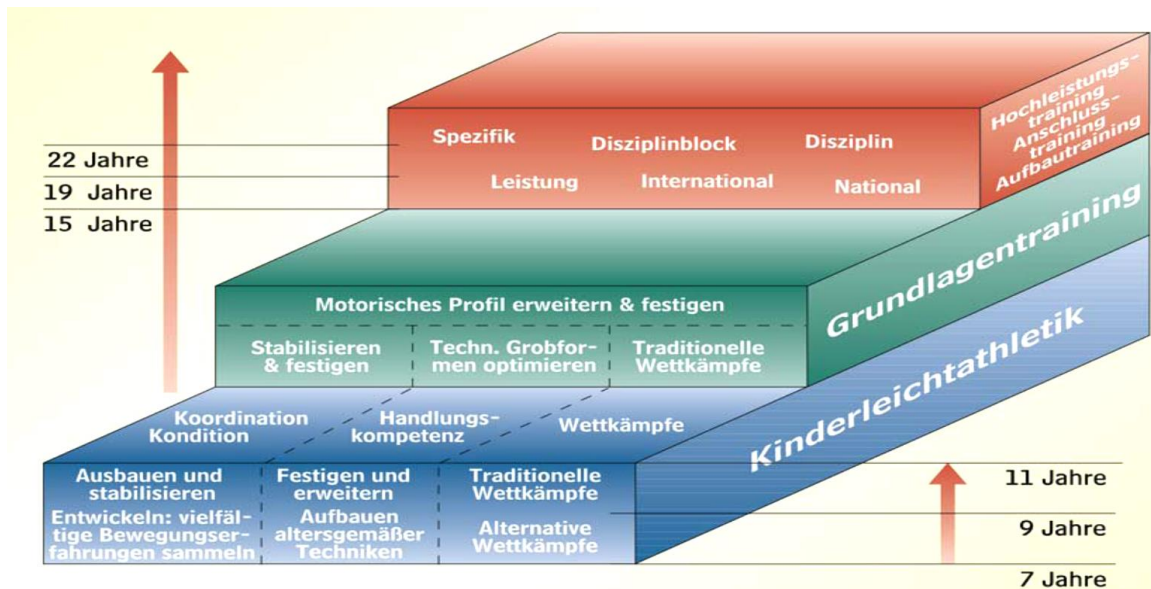 Hochleistungs-
training
Anschluss-
training
Aufbautraining
Spezifik
Disziplinblock
Disziplin
Leistung
International
National
22 Jahre
19 Jahre
15 Jahre
Grundlagentraining
Motorisches Profil erweitern & festigen
Stabilisieren
& festigen
Techn. Grobfor-
men optimieren
Traditionelle
Wettkämpfe
Kinderleichtathletik
Koordination
Kondition
Handlungs-
kompetenz
Wettkämpfe
Ausbauen und
stabilisieren
Festigen und
erweitern
Traditionelle
Wettkämpfe
Entwickeln: vielfäl-
tige Bewegungser-
fahrungen sammeln
Aufbauen
altersgemäßer
Techniken
Alternative
Wettkämpfe
11 Jahre
9 Jahre
7 Jahre